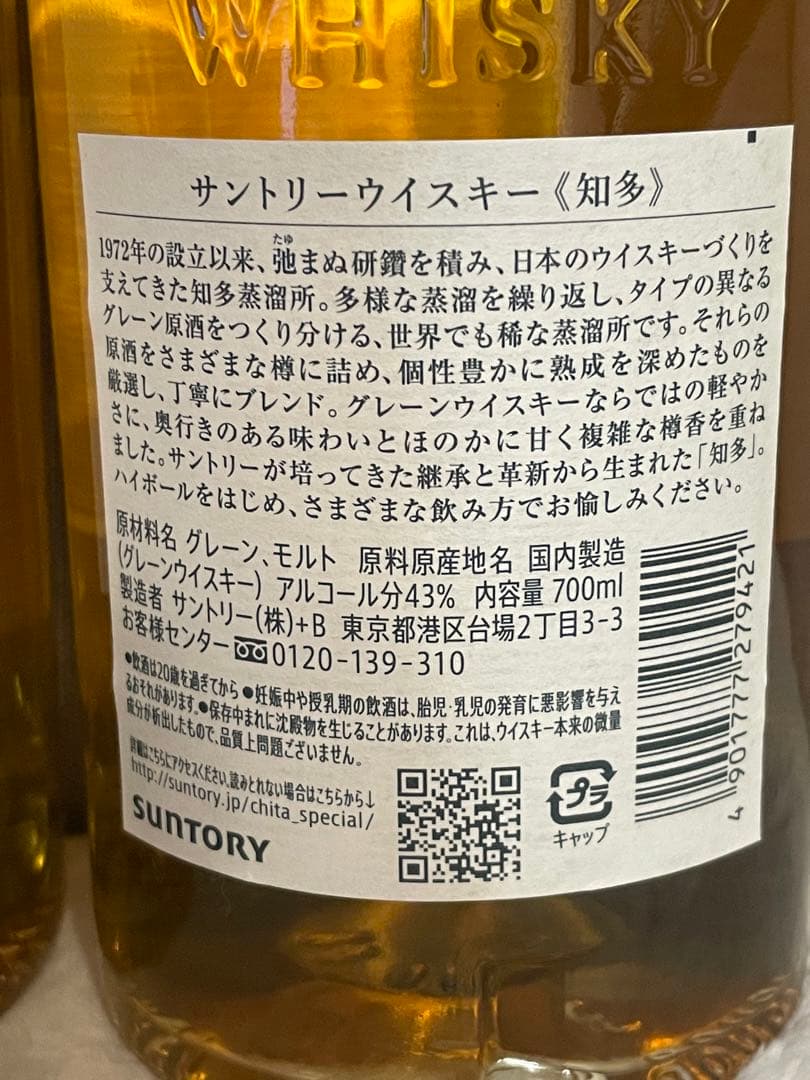 WHISKY
サントリーウイスキー《知多》
1972年の設立以来、弛まぬ研鑽を積み、日本のウイスキーづくりを
たゆ
支えてきた知多蒸溜所。多様な蒸溜を繰り返し、タイプの異なる
グレーン原酒をつくり分ける、世界でも稀な蒸溜所です。それらの
原酒をさまざまな樽に詰め、個性豊かに熟成を深めたものを
厳選し、丁寧にブレンド。グレーンウイスキーならではの軽やか
さに、奥行きのある味わいとほのかに甘く複雑な樽香を重ね
ました。サントリーが培ってきた継承と革新から生まれた「知多」。
ハイボールをはじめ、さまざまな飲み方でお愉しみください。
原材料名 グレーン、モルト 原料原産地名 国内製造
(グレーンウイスキー) アルコール分43% 内容量 700ml
製造者 サントリー(株)+B 東京都港区台場2丁目3-3
お客様センター 0120-139-310
●飲酒は20歳を過ぎてから ●妊娠中や授乳期の飲酒は、胎児・乳児の発育に悪影響を与え
るおそれがあります。●保存中まれに沈殿物を生じることがあります。これは、ウイスキー本来の微量
成分が析出したもので、品質上問題ございません。
詳細はこちらにアクセスください。読みとれない場合はこちらから↓
http://suntory.jp/chita_special/
SUNTORY
プラ
キャップ
4 901777 279421